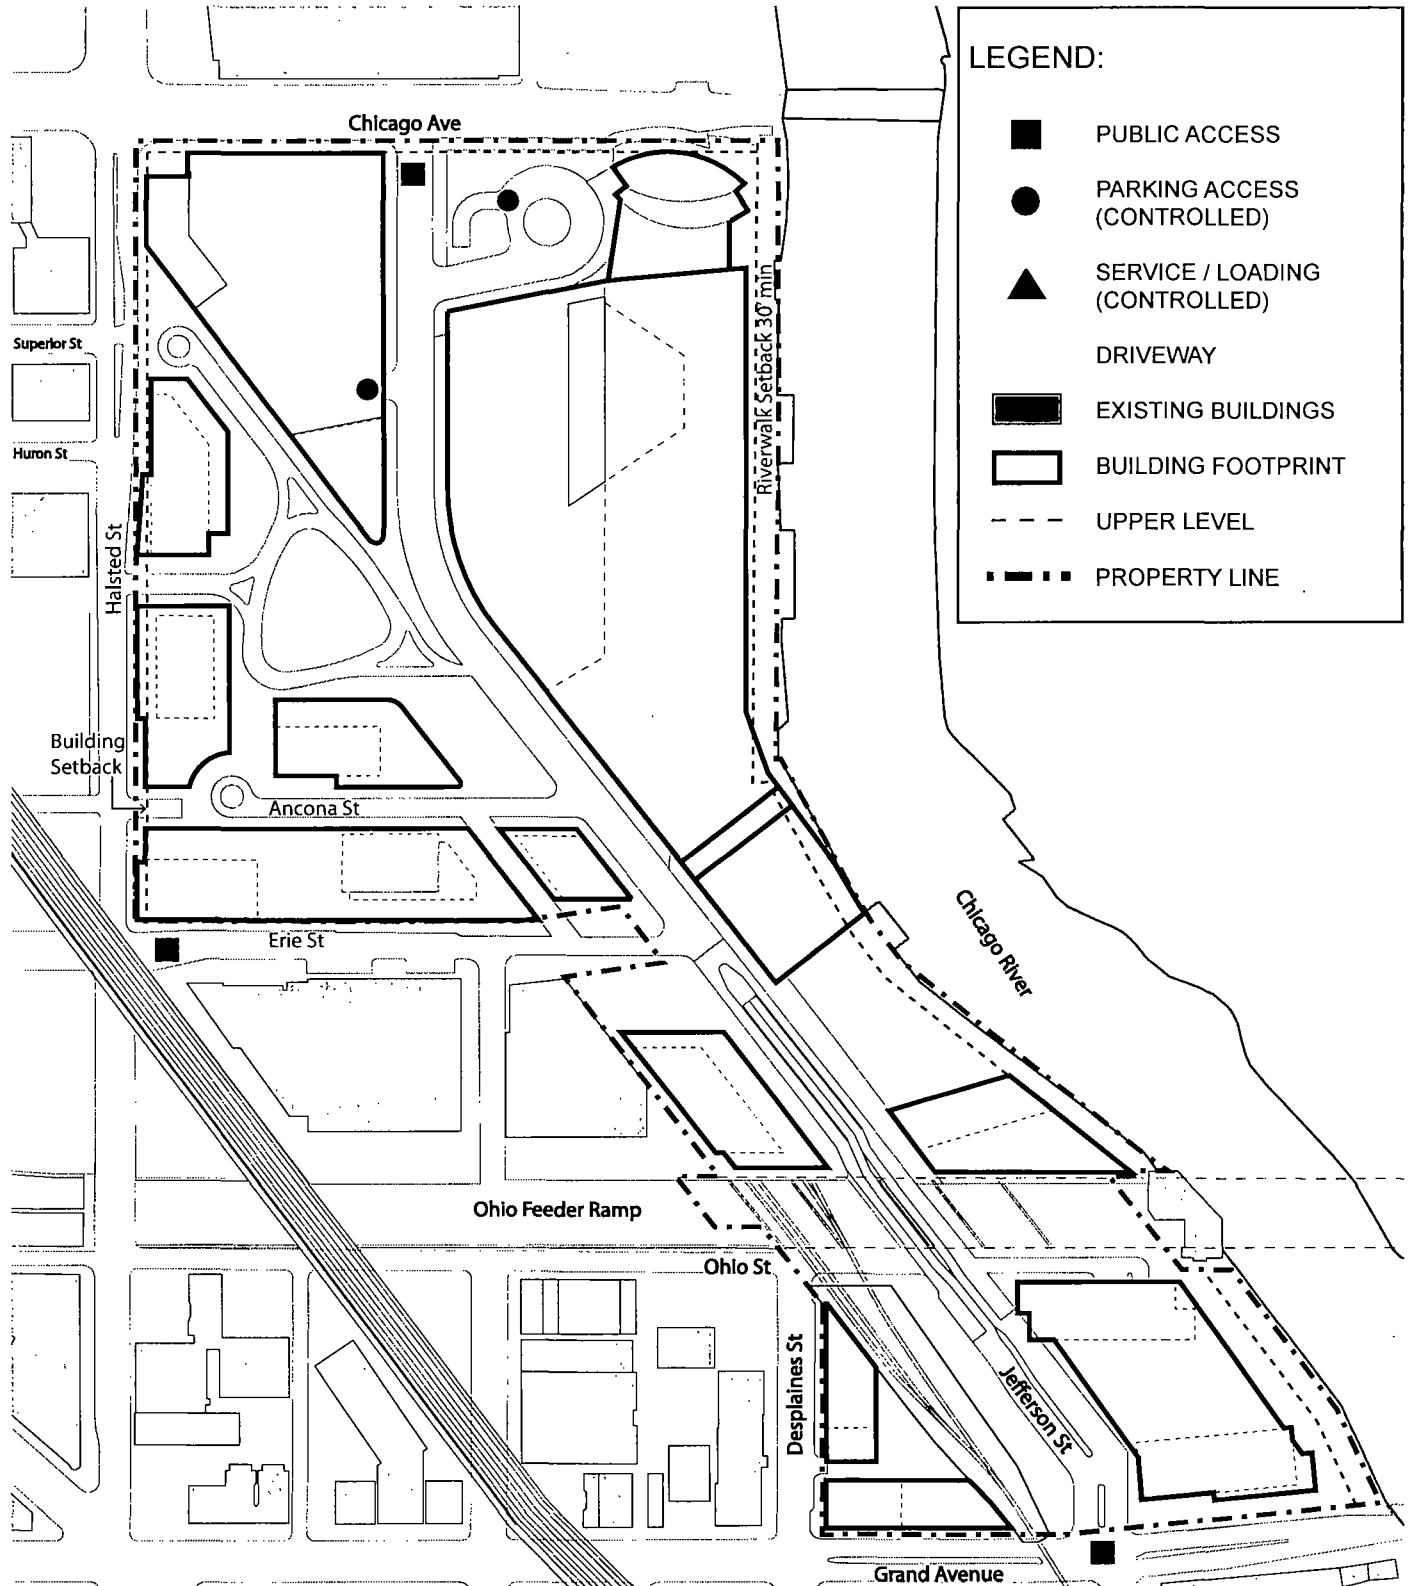 LEGEND:
PUBLIC ACCESS
PARKING ACCESS
(CONTROLLED)
SERVICE / LOADING
(CONTROLLED)
DRIVEWAY
EXISTING BUILDINGS
BUILDING FOOTPRINT
UPPER LEVEL
PROPERTY LINE
Chicago Ave
Superior St
Huron St
Halsted St
Riverwalk Setback 30' min
Building
Setback
Ancona St
Erie St
Chicago River
Ohio Feeder Ramp
Ohio St
Desplaines St
Jefferson St
Grand Avenue